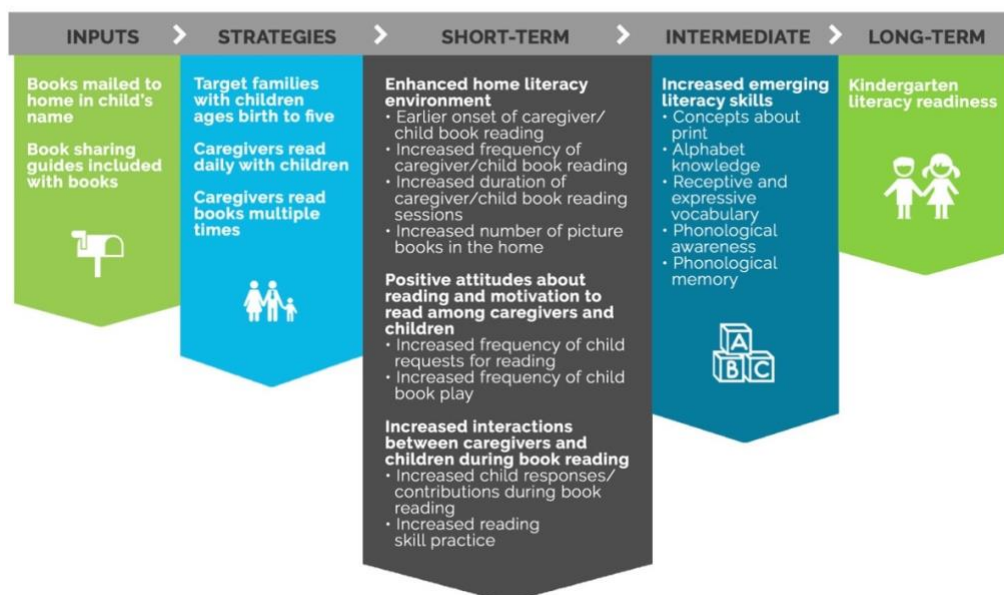 INPUTS
STRATEGIES
SHORT-TERM
INTERMEDIATE
LONG-TERM
Books mailed to
home in child's
name
Book sharing
guides included
with books
Target families
with children
ages birth to five
Caregivers read
daily with children
Caregivers read
books multiple
times
Enhanced home literacy
environment
• Earlier onset of caregiver/
child book reading
• Increased frequency of
caregiver/child book reading
• Increased duration of
caregiver/child book reading
sessions
• Increased number of picture
books in the home
Positive attitudes about
reading and motivation to
read among caregivers and
children
• Increased frequency of child
requests for reading
• Increased frequency of child
book play
Increased interactions
between caregivers and
children during book reading
• Increased child responses/
contributions during book
reading
• Increased reading
skill practice
Increased emerging
literacy skills
• Concepts about
print
• Alphabet
knowledge
• Receptive and
expressive
vocabulary
• Phonological
awareness
• Phonological
memory
A
B C
Kindergarten
literacy readiness